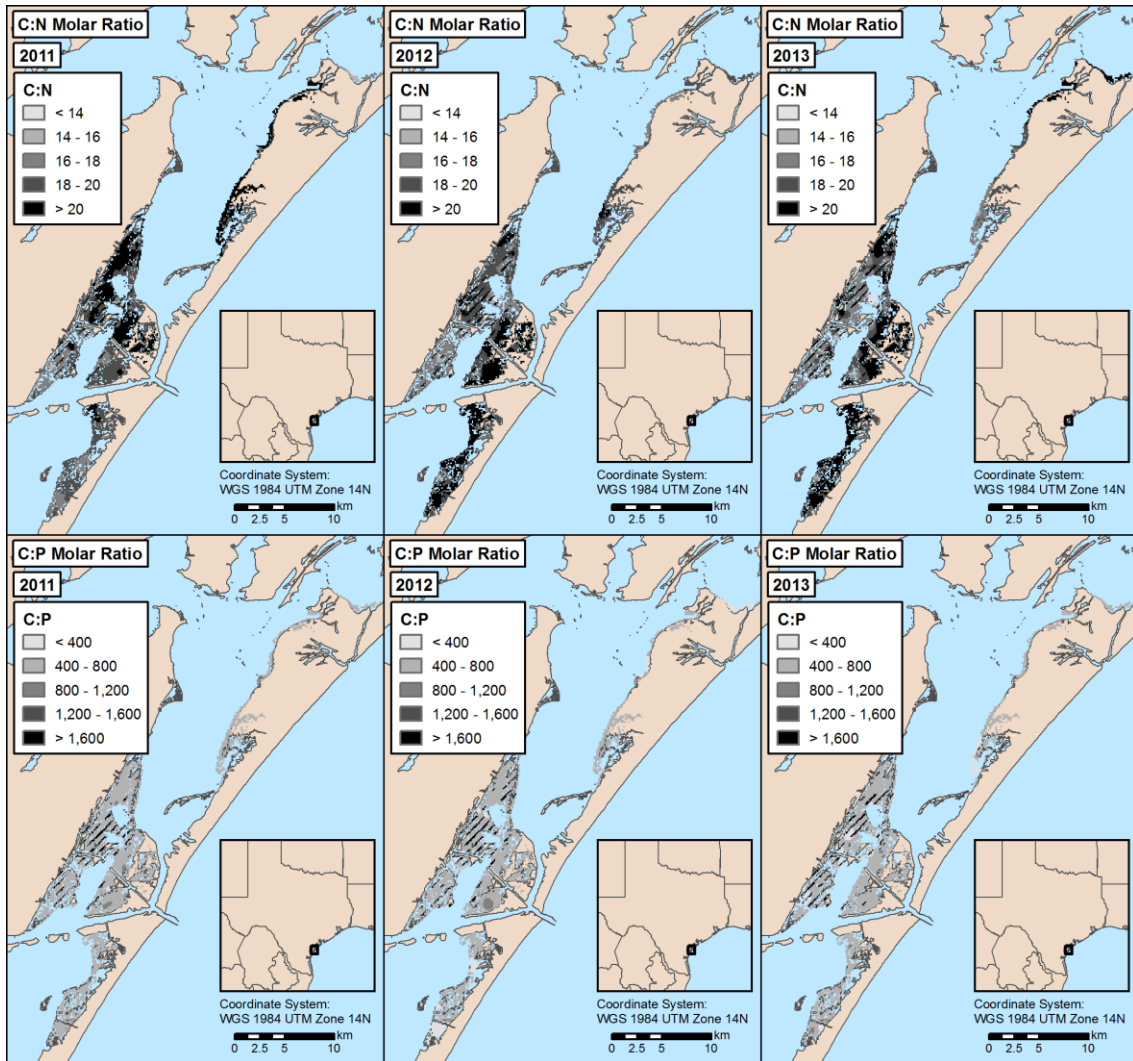 C:N Molar Ratio
2011
C:N
< 14
14 - 16
16 - 18
18 - 20
> 20
Coordinate System:
WGS 1984 UTM Zone 14N
km
0 2.5 5 10
C:N Molar Ratio
2012
C:N
< 14
14 - 16
16 - 18
18 - 20
> 20
Coordinate System:
WGS 1984 UTM Zone 14N
km
0 2.5 5 10
C:N Molar Ratio
2013
C:N
< 14
14 - 16
16 - 18
18 - 20
> 20
Coordinate System:
WGS 1984 UTM Zone 14N
km
0 2.5 5 10
C:P Molar Ratio
2011
C:P
< 400
400 - 800
800 - 1,200
1,200 - 1,600
> 1,600
Coordinate System:
WGS 1984 UTM Zone 14N
km
0 2.5 5 10
C:P Molar Ratio
2012
C:P
< 400
400 - 800
800 - 1,200
1,200 - 1,600
> 1,600
Coordinate System:
WGS 1984 UTM Zone 14N
km
0 2.5 5 10
C:P Molar Ratio
2013
C:P
< 400
400 - 800
800 - 1,200
1,200 - 1,600
> 1,600
Coordinate System:
WGS 1984 UTM Zone 14N
km
0 2.5 5 10